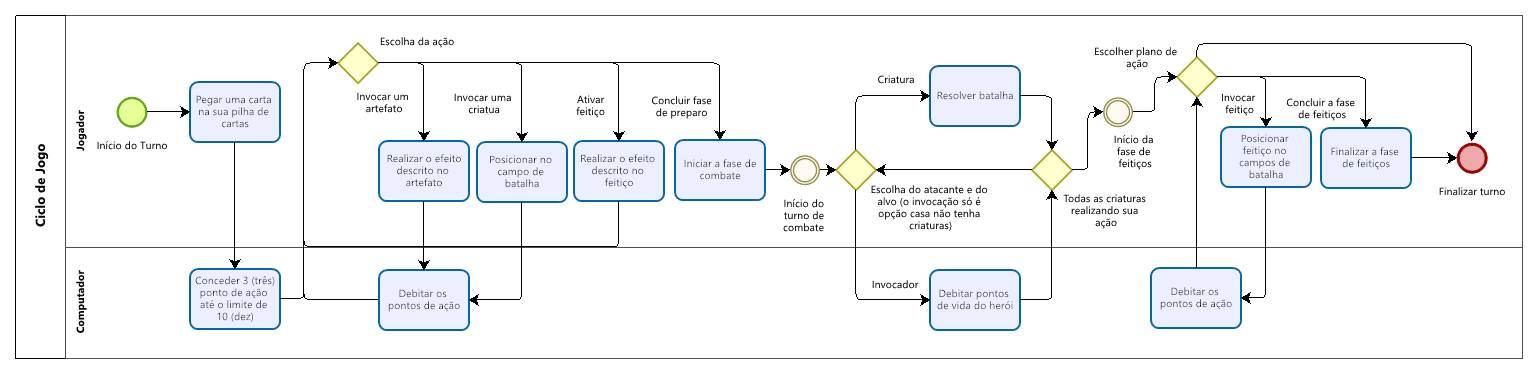 Ciclo de Jogo
Jogador
Início do Turno
Pegar uma carta
na sua pilha de
cartas
Escolha da ação
Invocar um
artefato
Invocar uma
criatua
Ativar
feitiço
Concluir fase
de preparo
Realizar o efeito
descrito no
artefato
Posicionar no
campo de
batalha
Realizar o efeito
descrito no
feitiço
Iniciar a fase de
combate
Início do
turno de
combate
Criatura
Resolver batalha
Escolha do atacante e do
alvo (o invocação só é
opção casa não tenha
criaturas)
Invocador
Todas as criaturas
realizando sua
ação
Início da
fase de
feitiços
Escolher plano de
ação
Invocar
feitiço
Concluir a fase
de feitiços
Posicionar
feitiço no
campos de
batalha
Finalizar a fase
de feitiços
Finalizar turno
Computador
Conceder 3 (três)
ponto de ação
até o limite de
10 (dez)
Debitar os
pontos de ação
Debitar pontos
de vida do herói
Debitar os
pontos de ação